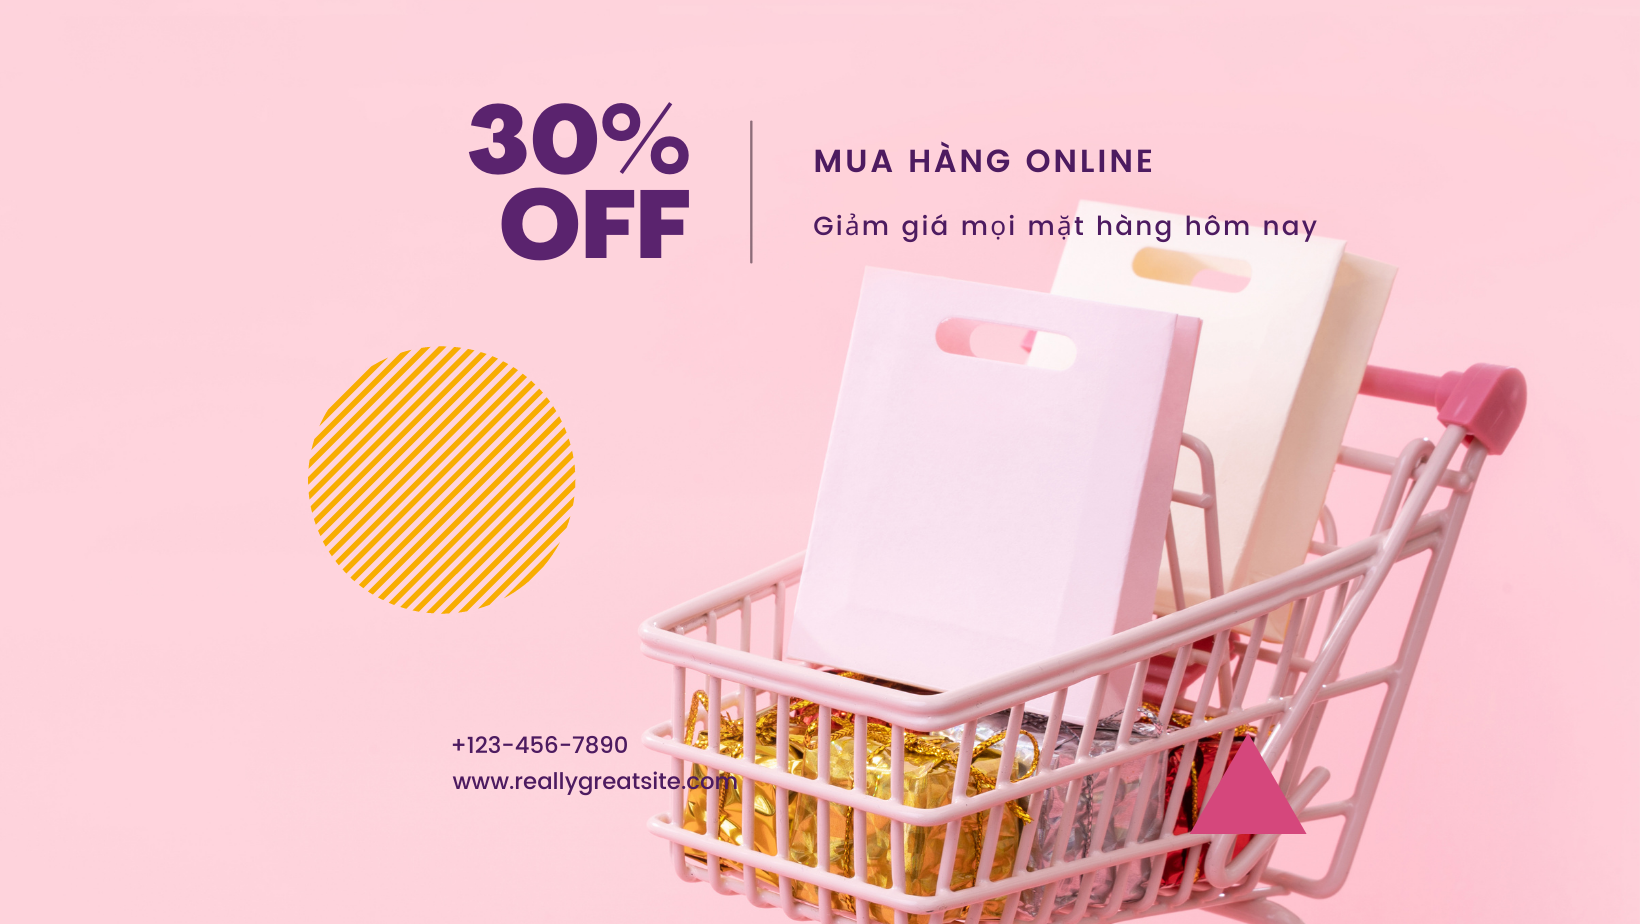 30%
OFF
MUA HÀNG ONLINE
Giảm giá mọi mặt hàng hôm nay
+123-456-7890
www.reallygreatsite.com